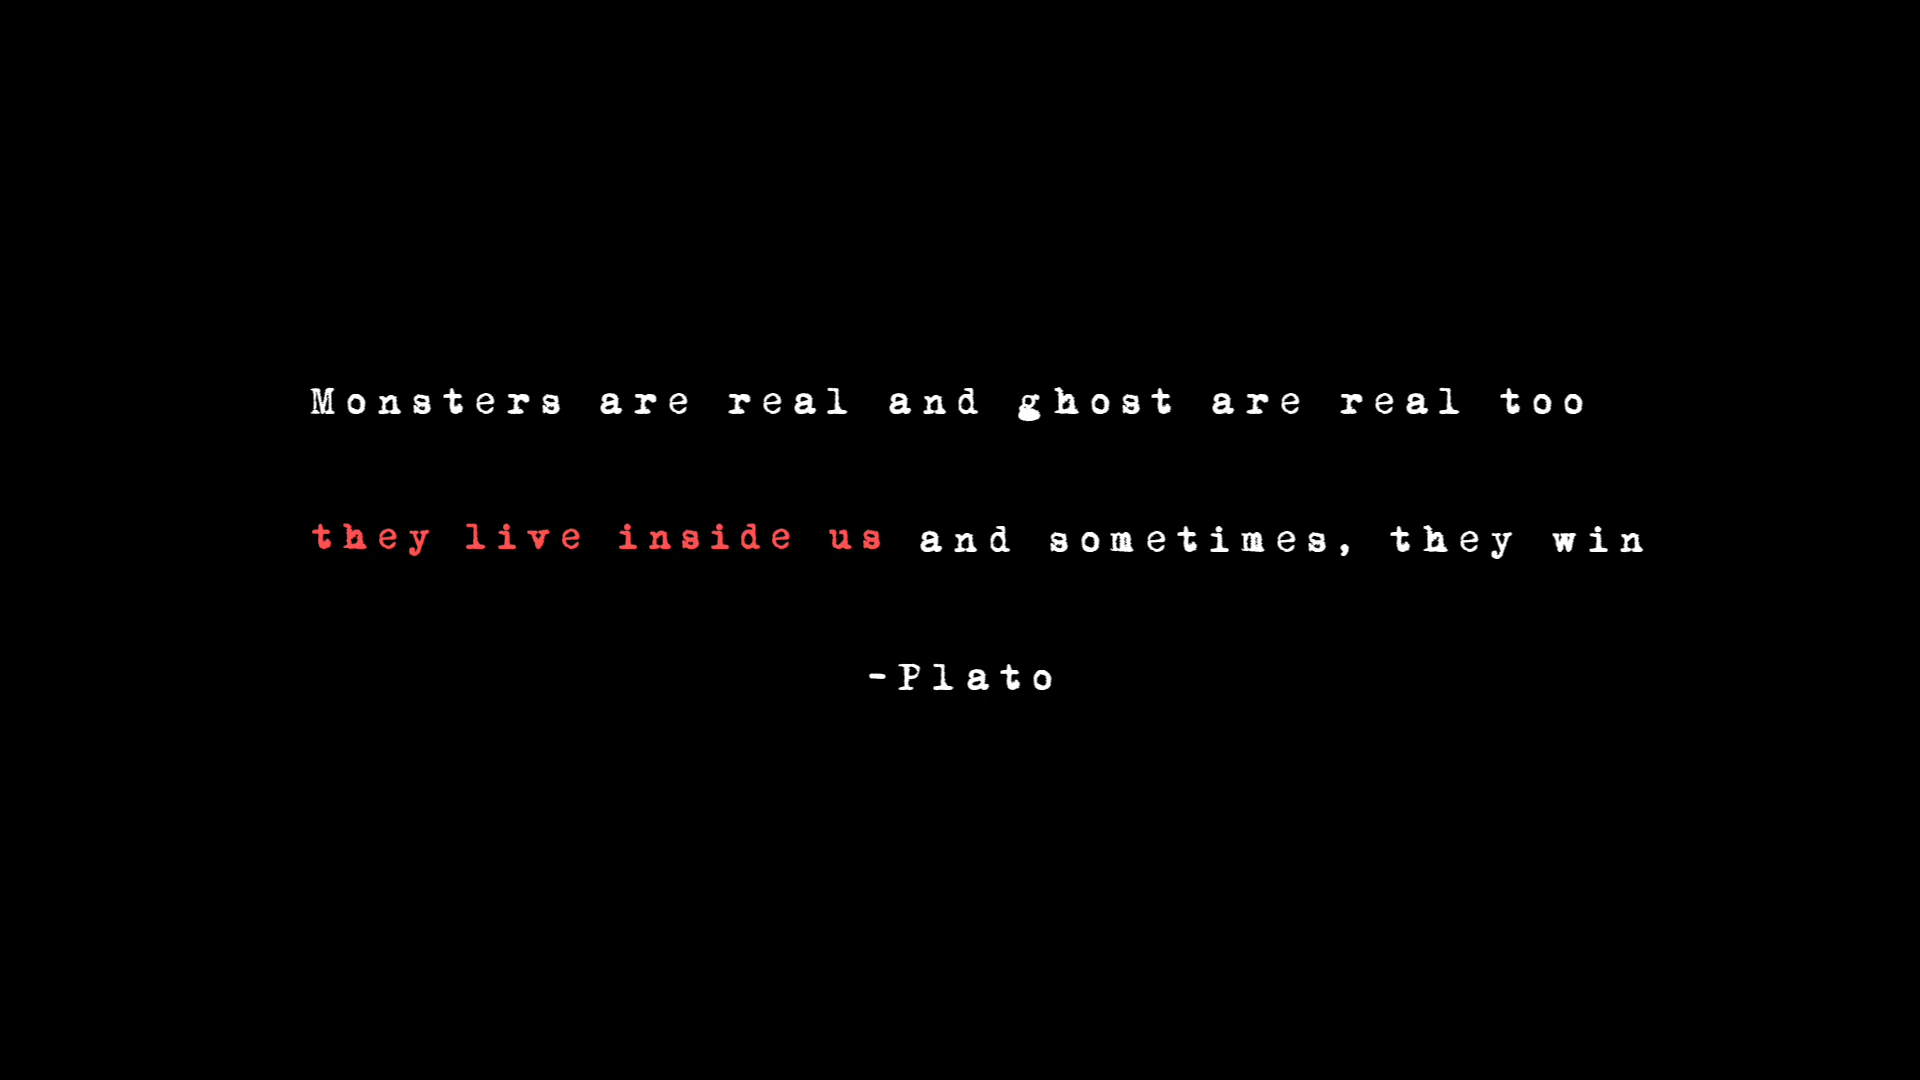 Monsters are real and ghost are real too
they live inside us and sometimes, they win
-Plato